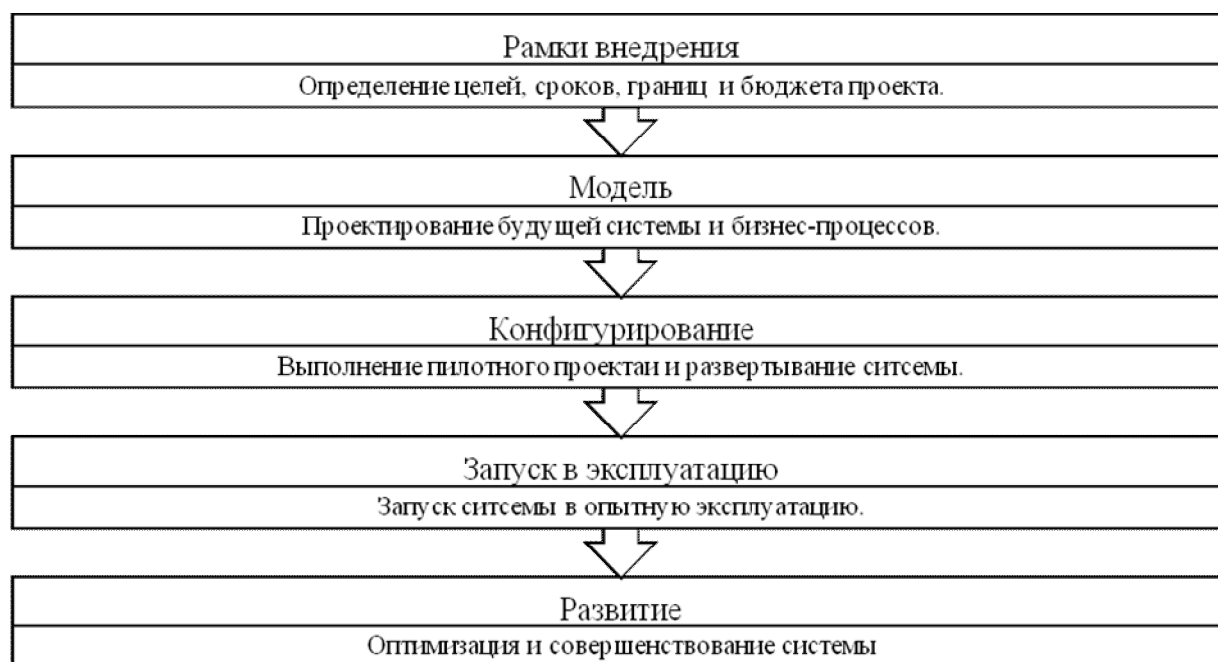 Рамки внедрения
Определение целей, сроков, границ и бюджета проекта.
Модель
Проектирование будущей системы и бизнес-процессов.
Конфигурирование
Выполнение пилотного проектаи и развертывание ситсемы.
Запуск в эксплуатацию
Запуск ситсемы в опытную эксплуатацию.
Развитие
Оптимизация и совершенствование системы